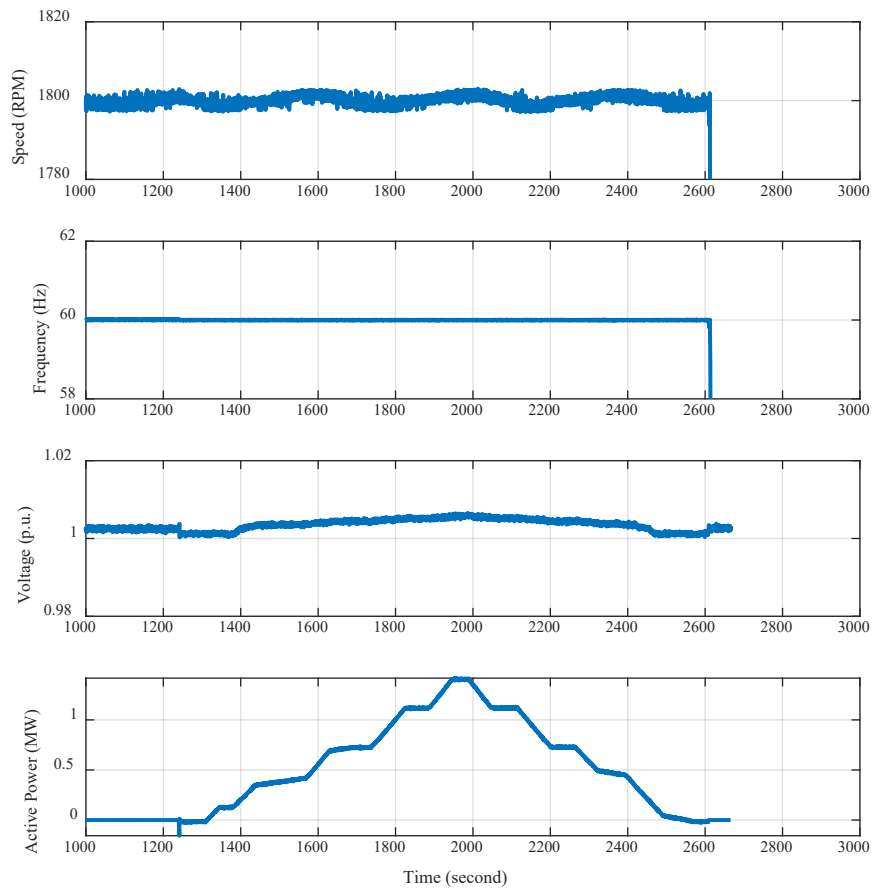 1820
1800
1780
Speed (RPM)
1000 1200 1400 1600 1800 2000 2200 2400 2600 2800 3000
62
60
58
Frequency (Hz)
1000 1200 1400 1600 1800 2000 2200 2400 2600 2800 3000
1.02
1
0.98
Voltage (p.u.)
1000 1200 1400 1600 1800 2000 2200 2400 2600 2800 3000
1
0.5
0
Active Power (MW)
1000 1200 1400 1600 1800 2000 2200 2400 2600 2800 3000
Time (second)